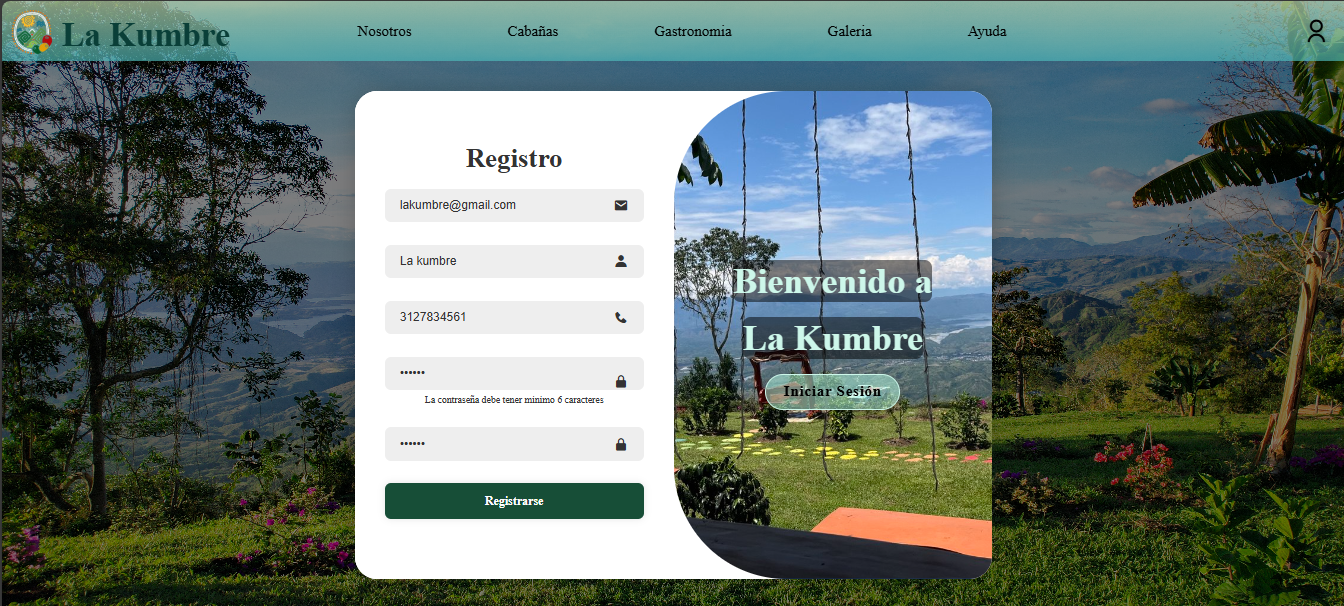 La Kumbre
Nosotros
Cabañas
Gastronomia
Galeria
Ayuda
Registro
lakumbre@gmail.com
La kumbre
3127834561
••••••
La contraseña debe tener minimo 6 caracteres
••••••
Registrarse
Bienvenido a
La Kumbre
Iniciar Sesión